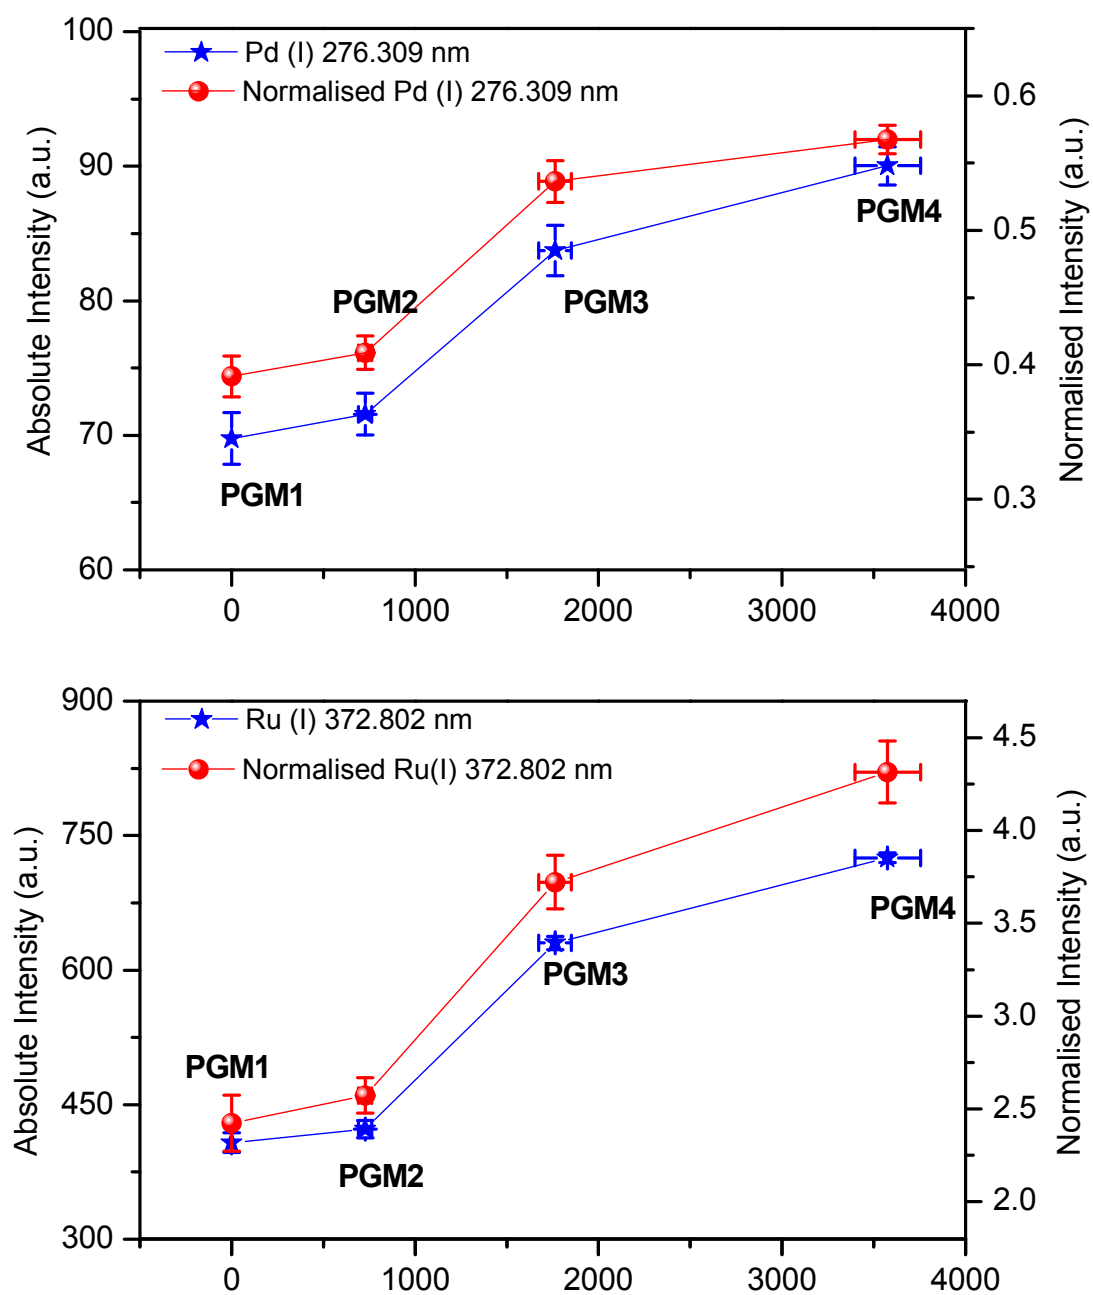 Pd (I) 276.309 nm
Normalised Pd (I) 276.309 nm
100
90
80
70
60
Absolute Intensity (a.u.)
0.6
0.5
0.4
0.3
Normalised Intensity (a.u.)
PGM1
PGM2
PGM3
PGM4
0 1000 2000 3000 4000
Ru (I) 372.802 nm
Normalised Ru(I) 372.802 nm
900
750
600
450
300
Absolute Intensity (a.u.)
4.5
4.0
3.5
3.0
2.5
2.0
Normalised Intensity (a.u.)
PGM1
PGM2
PGM3
PGM4
0 1000 2000 3000 4000